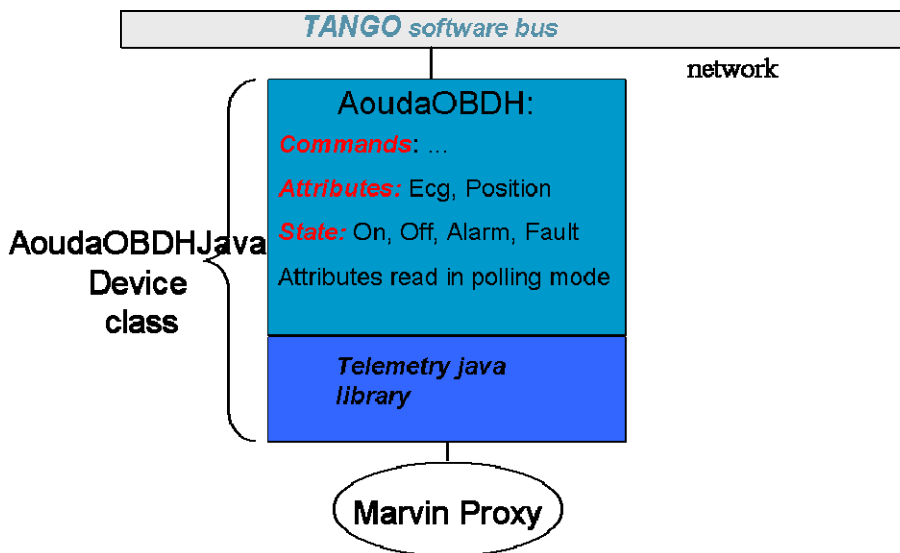 TANGO software bus
network
AoudaOBDH:
Commands: ...
Attributes: Ecg, Position
State: On, Off, Alarm, Fault
Attributes read in polling mode
AoudaOBDHJava
Device
class
Telemetry java
library
Marvin Proxy